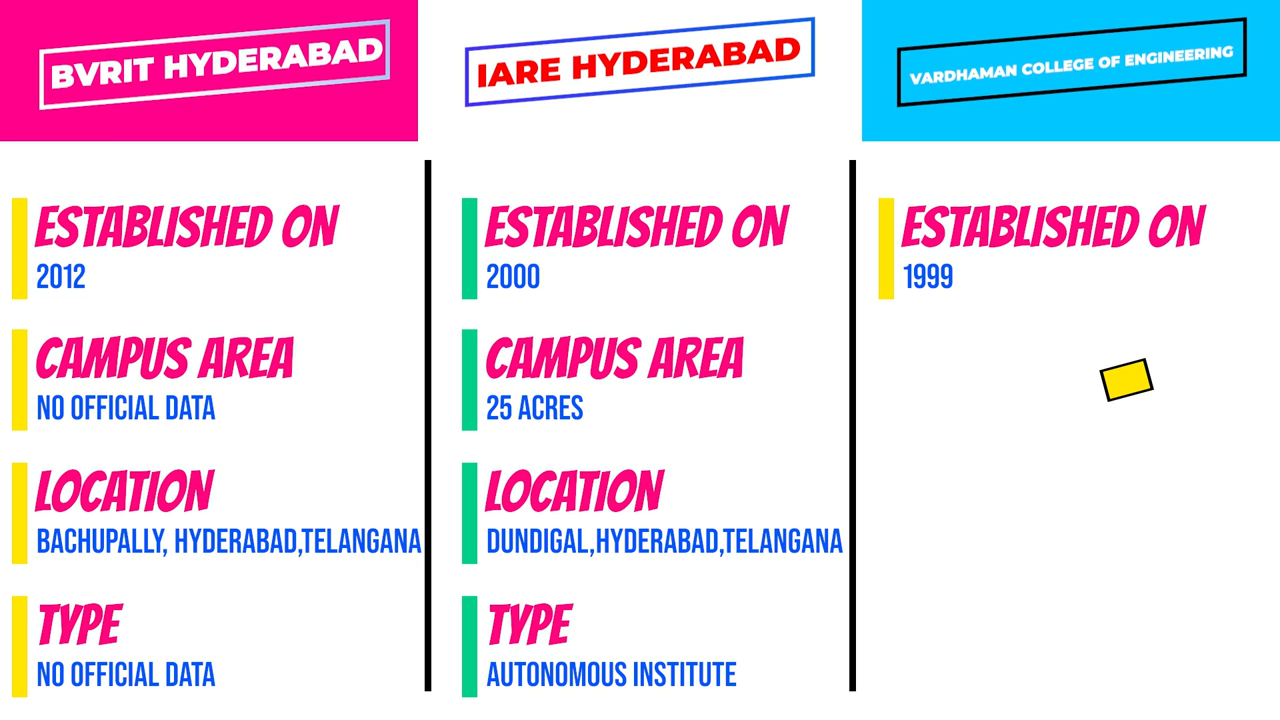 BVRIT HYDERABAD
IARE HYDERABAD
VARDHAMAN COLLEGE OF ENGINEERING
ESTABLISHED ON
2012
CAMPUS AREA
NO OFFICIAL DATA
LOCATION
BACHUPALLY, HYDERABAD,TELANGANA
TYPE
NO OFFICIAL DATA
ESTABLISHED ON
2000
CAMPUS AREA
25 ACRES
LOCATION
DUNDIGAL,HYDERABAD,TELANGANA
TYPE
AUTONOMOUS INSTITUTE
ESTABLISHED ON
1999